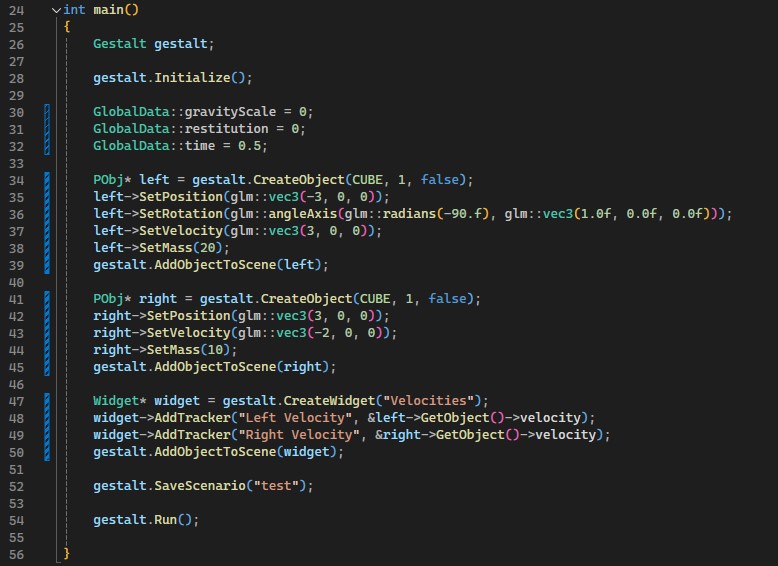 24 int main()
25 {
26 Gestalt gestalt;
27
28 gestalt.Initialize();
29
30 GlobalData::gravityScale = 0;
31 GlobalData::restitution = 0;
32 GlobalData::time = 0.5;
33
34 PObj* left = gestalt.CreateObject(CUBE, 1, false);
35 left->SetPosition(glm::vec3(-3, 0, 0));
36 left->SetRotation(glm::angleAxis(glm::radians(-90.f), glm::vec3(1.0f, 0.0f, 0.0f)));
37 left->SetVelocity(glm::vec3(3, 0, 0));
38 left->SetMass(20);
39 gestalt.AddObjectToScene(left);
40
41 PObj* right = gestalt.CreateObject(CUBE, 1, false);
42 right->SetPosition(glm::vec3(3, 0, 0));
43 right->SetVelocity(glm::vec3(-2, 0, 0));
44 right->SetMass(10);
45 gestalt.AddObjectToScene(right);
46
47 Widget* widget = gestalt.CreateWidget("Velocities");
48 widget->AddTracker("Left Velocity", &left->GetObject()->velocity);
49 widget->AddTracker("Right Velocity", &right->GetObject()->velocity);
50 gestalt.AddObjectToScene(widget);
51
52 gestalt.SaveScenario("test");
53
54 gestalt.Run();
55
56 }